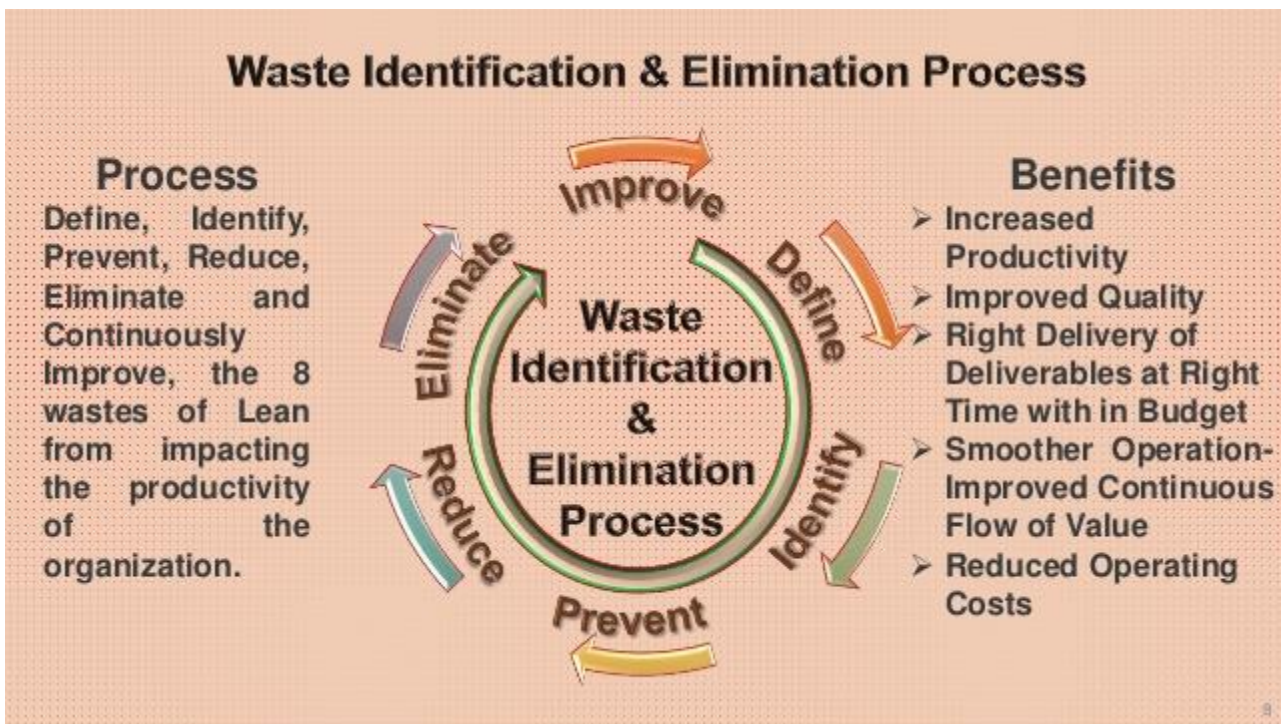 Waste Identification & Elimination Process
Process
Define, Identify,
Prevent, Reduce,
Eliminate and
Continuously
Improve, the 8
wastes of Lean
from impacting
the productivity
of the
organization.
Improve
Define
Identify
Prevent
Reduce
Eliminate
Waste
Identification
&
Elimination
Process
Benefits
➢ Increased
Productivity
➢ Improved Quality
➢ Right Delivery of
Deliverables at Right
Time with in Budget
➢ Smoother Operation-
Improved Continuous
Flow of Value
➢ Reduced Operating
Costs